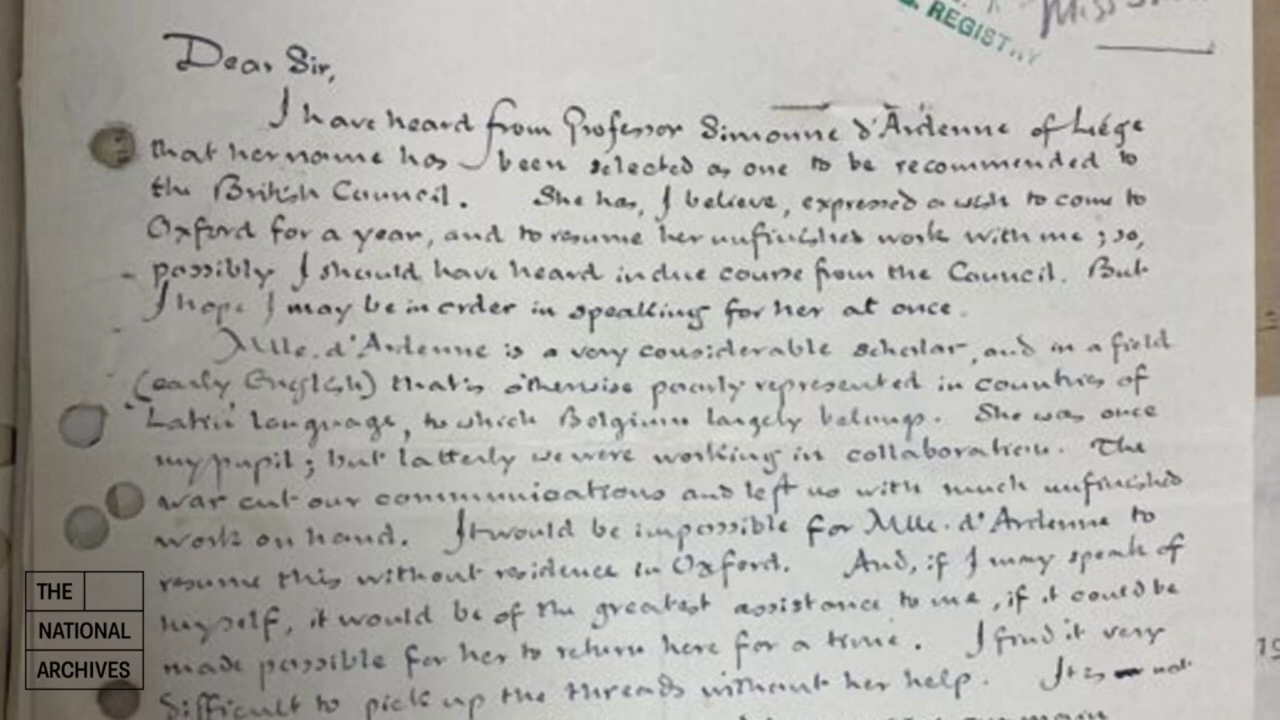 REGISTRY
Miss
Dear Sir,
I have heard from Professor Simonne d'Ardenne of Liége
that her name has been selected as one to be recommended to
the British Council. She has, I believe, expressed a wish to come to
Oxford for a year, and to resume her unfinished work with me; so,
possibly I should have heard in due course from the Council. But
I hope I may be in order in speaking for her at once.
Mlle. d'Ardenne is a very considerable scholar, and in a field
(early English) that is otherwise poorly represented in countries of
'Latin' language, to which Belgium largely belongs. She was once
my pupil; but latterly we were working in collaboration. The
war cut our communications and left us with much unfinished
work on hand. It would be impossible for Mlle. d'Ardenne to
resume this without residence in Oxford. And, if I may speak of
myself, it would be of the greatest assistance to me, if it could be
made possible for her to return here for a time. I find it very
difficult to pick up the threads without her help. It is not
THE
NATIONAL
ARCHIVES